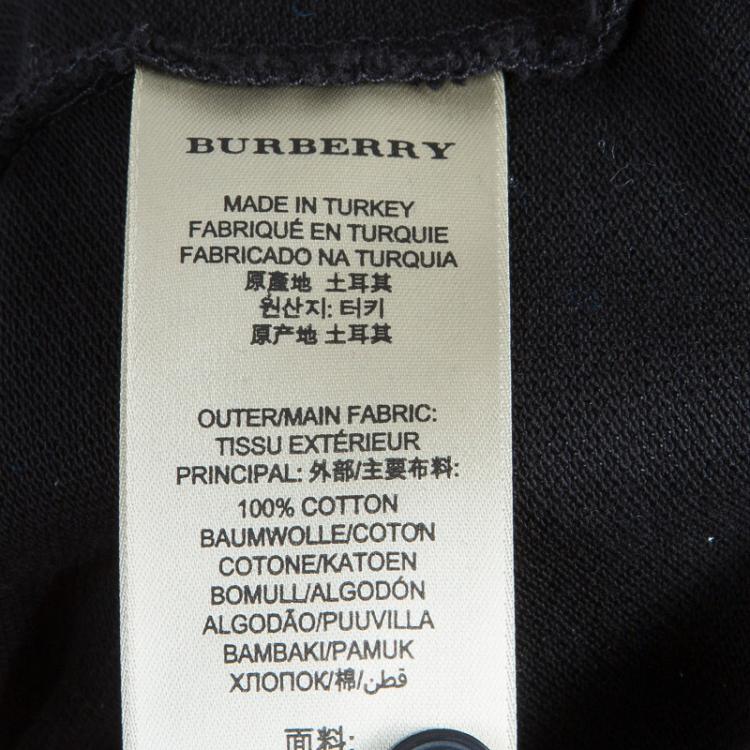 BURBERRY
MADE IN TURKEY
FABRIQUÉ EN TURQUIE
FABRICADO NA TURQUIA
原產地 土耳其
원산지: 터키
原产地 土耳其
OUTER/MAIN FABRIC:
TISSU EXTÉRIEUR
PRINCIPAL: 外部/主要布料:
100% COTTON
BAUMWOLLE/COTON
COTONE/KATOEN
BOMULL/ALGODÓN
ALGODÃO/PUUVILLA
BAMBAKI/PAMUK
ХЛОПОК/棉/قطن
面料: